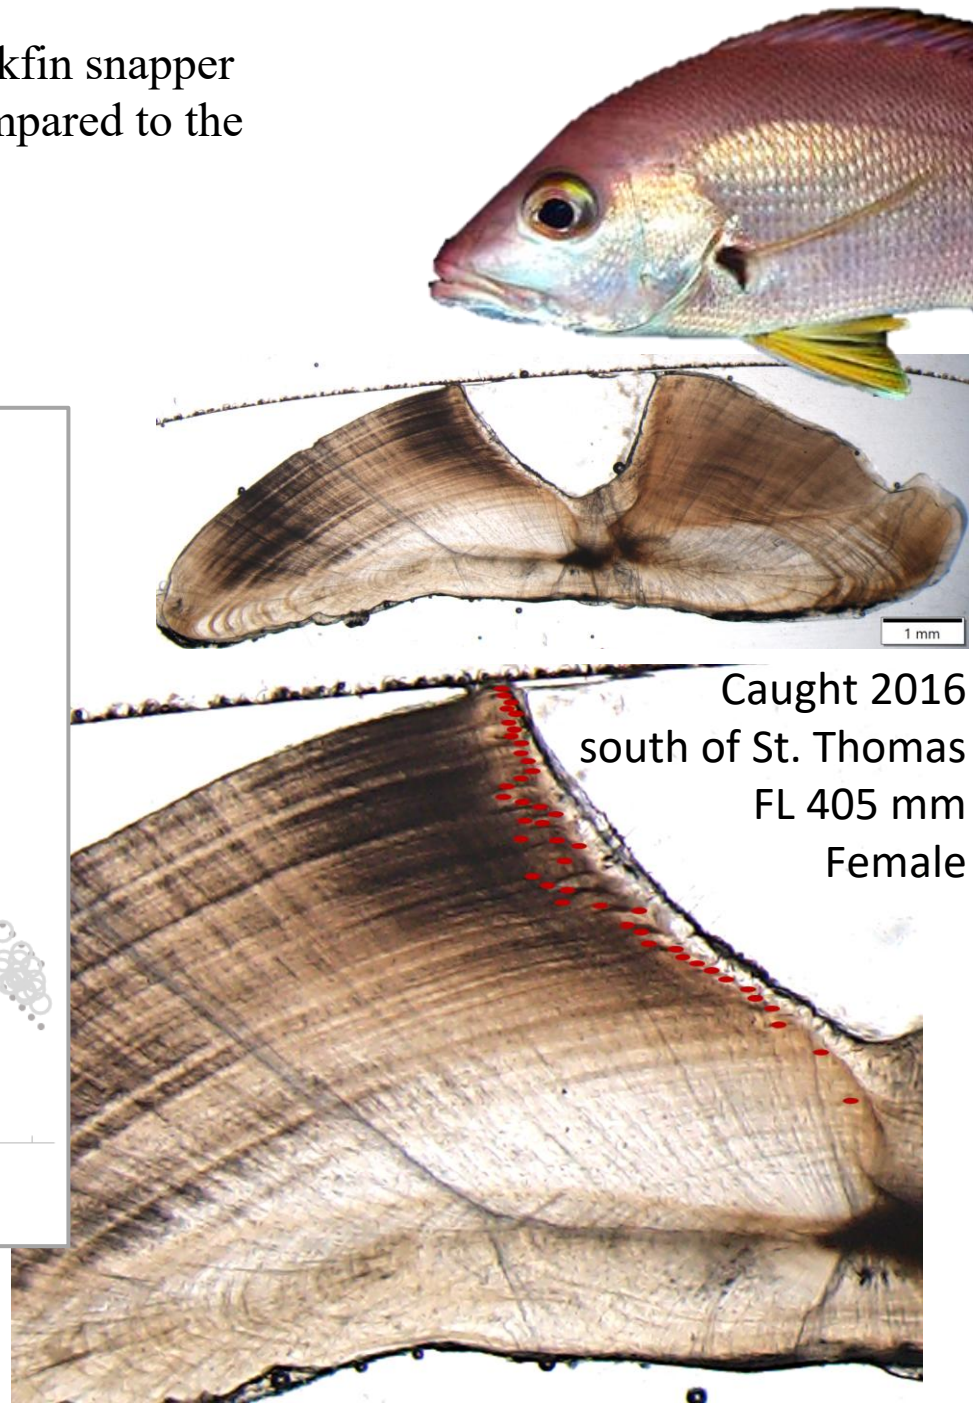 kfin snapper
mpared to the
1 mm
Caught 2016
south of St. Thomas
FL 405 mm
Female